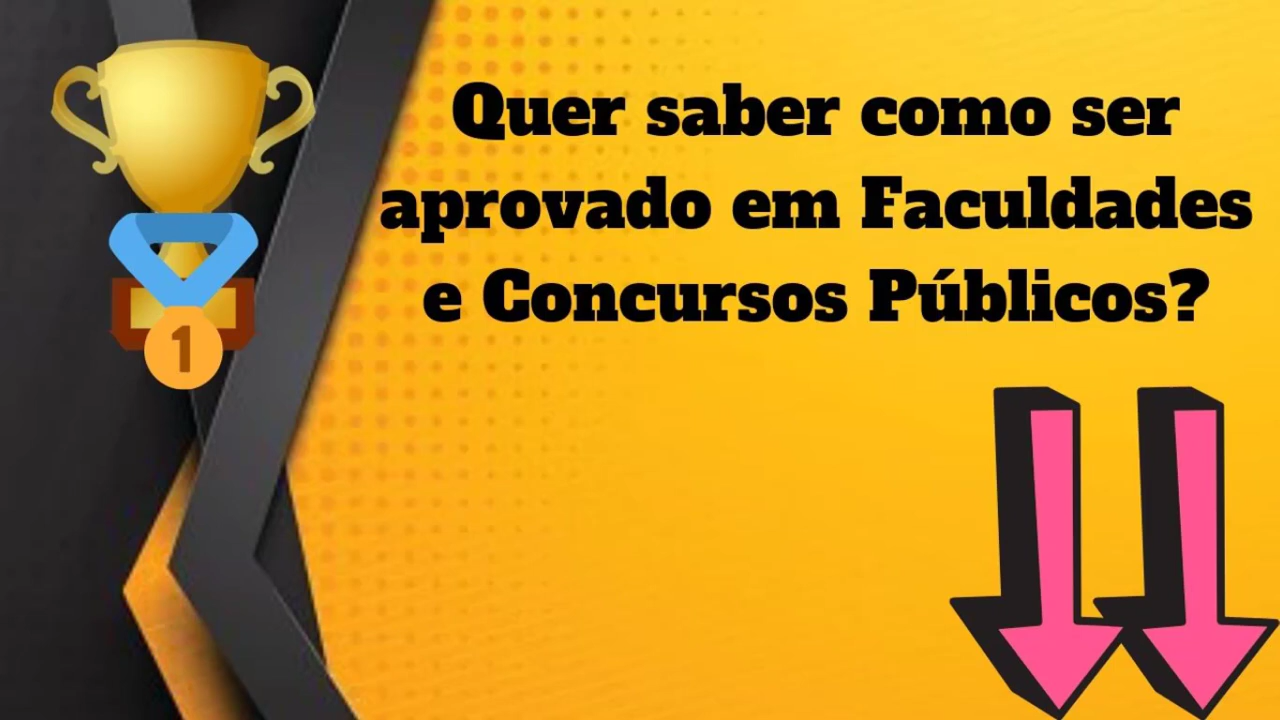 Quer saber como ser
aprovado em Faculdades
e Concursos Públicos?
1